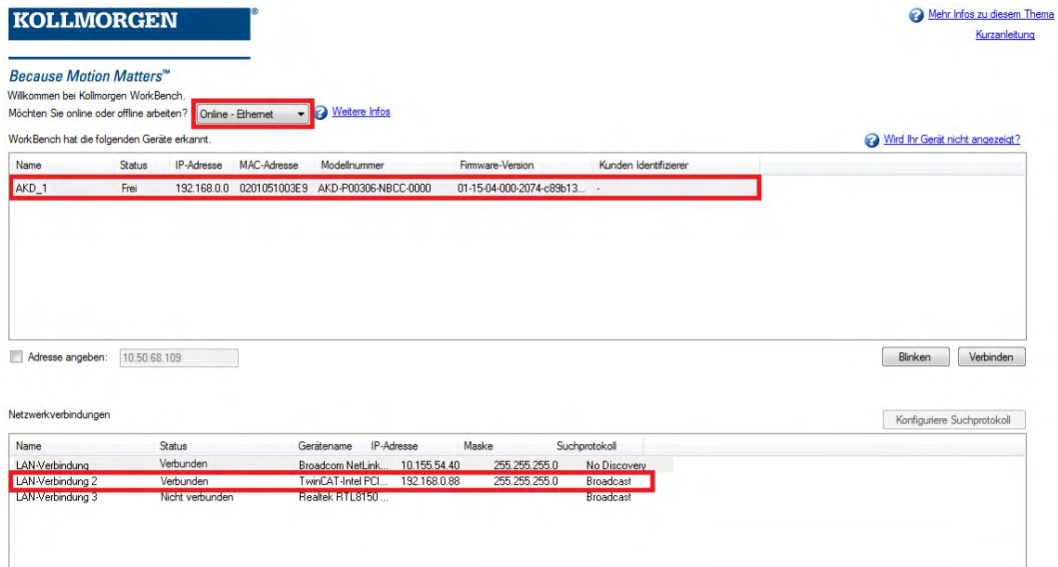 KOLLMORGEN®
Mehr Infos zu diesem Thema
Kurzanleitung
Because Motion Matters™
Willkommen bei Kollmorgen WorkBench.
Möchten Sie online oder offline arbeiten? Online - Ethernet Weitere Infos
WorkBench hat die folgenden Geräte erkannt. Wird Ihr Gerät nicht angezeigt?
Name Status IP-Adresse MAC-Adresse Modellnummer Firmware-Version Kunden Identifizierer
AKD_1 Frei 192.168.0.0 0201051003E9 AKD-P00306-NBCC-0000 01-15-04-000-2074-c89b13... -
Adresse angeben: 10.50.68.109 Blinken Verbinden
Netzwerkverbindungen Konfiguriere Suchprotokoll
Name Status Gerätename IP-Adresse Maske Suchprotokoll
LAN-Verbindung Verbunden Broadcom NetLink... 10.155.54.40 255.255.255.0 No Discovery
LAN-Verbindung 2 Verbunden TwinCAT-Intel PCI... 192.168.0.88 255.255.255.0 Broadcast
LAN-Verbindung 3 Nicht verbunden Realtek RTL8150 ... Broadcast